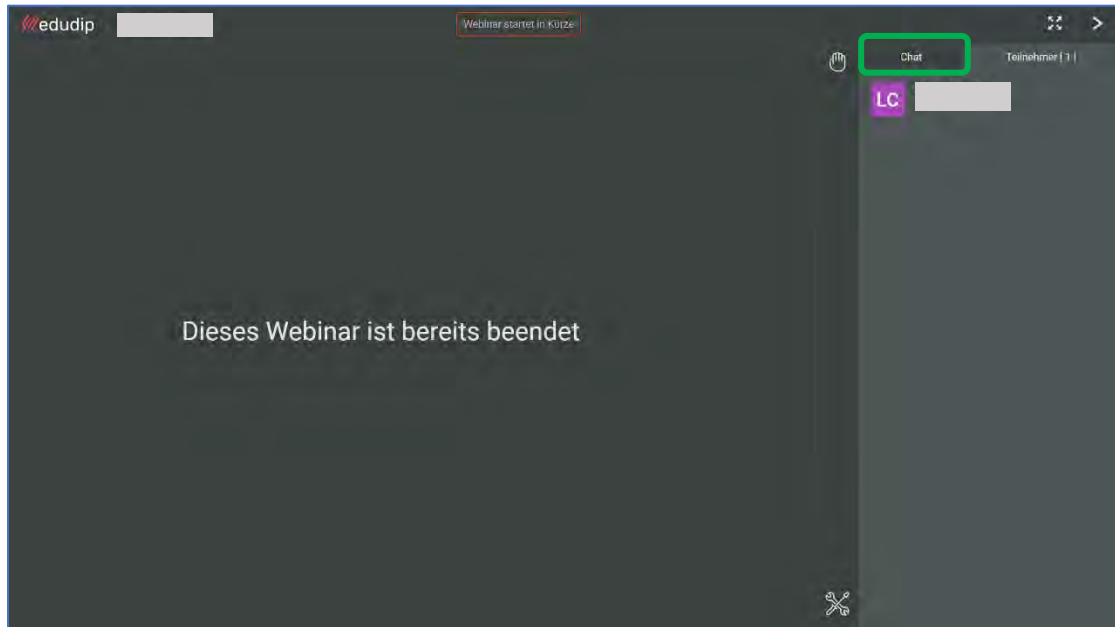 edudip
Webinar startet in Kürze
Chat
Teilnehmer ( 1 )
LC
Dieses Webinar ist bereits beendet